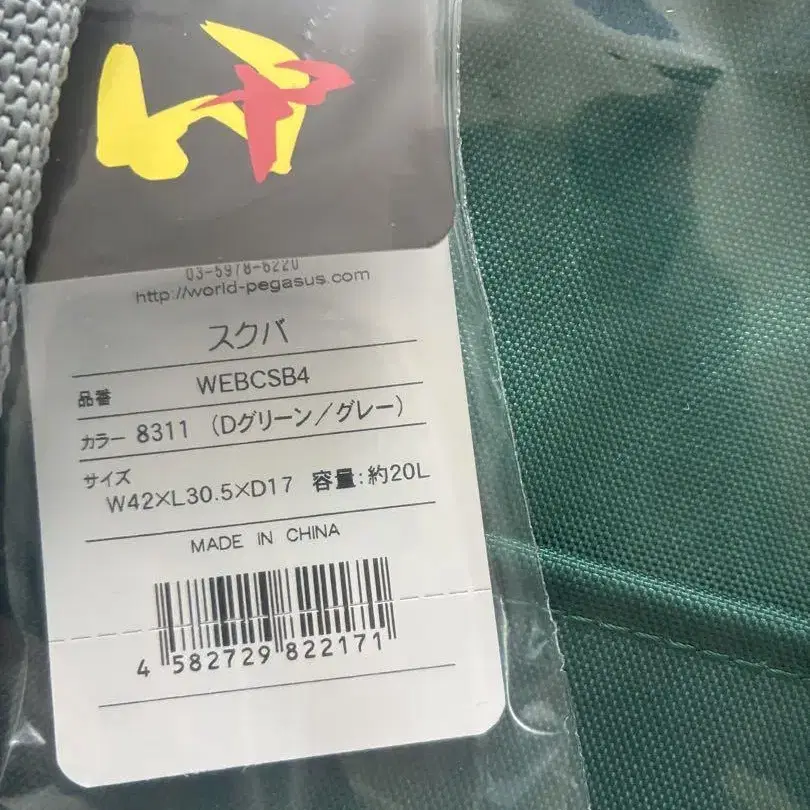 WP
03-5978-6220
http://world-pegasus.com
スクバ
品番 WEBCSB4
カラー 8311 (Dグリーン/グレー)
サイズ
W42×L30.5×D17 容量:約20L
MADE IN CHINA
4 582729 822171